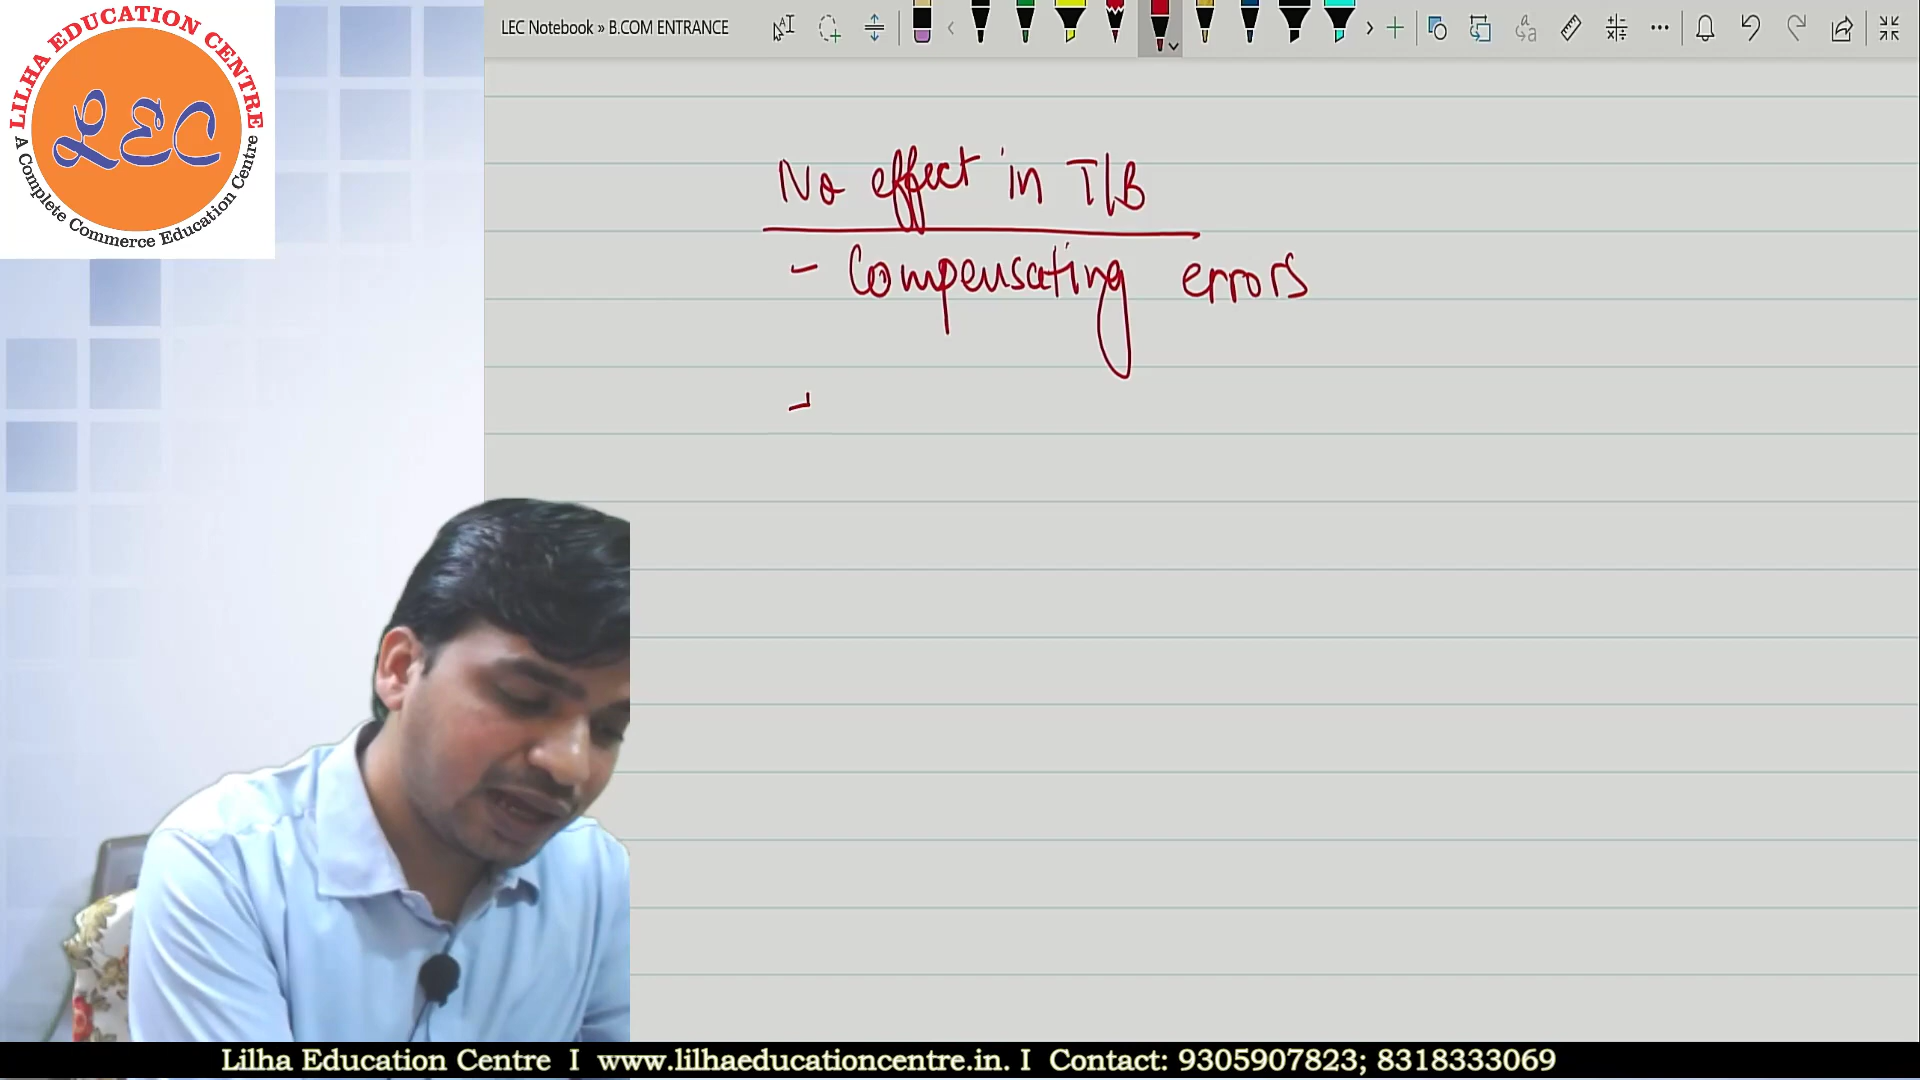 LILHA EDUCATION CENTRE
LEC
A Complete Commerce Education Centre
LEC Notebook » B.COM ENTRANCE
No effect in T/B
- Compensating errors
Lilha Education Centre I www.lilhaeducationcentre.in. I Contact: 9305907823; 8318333069